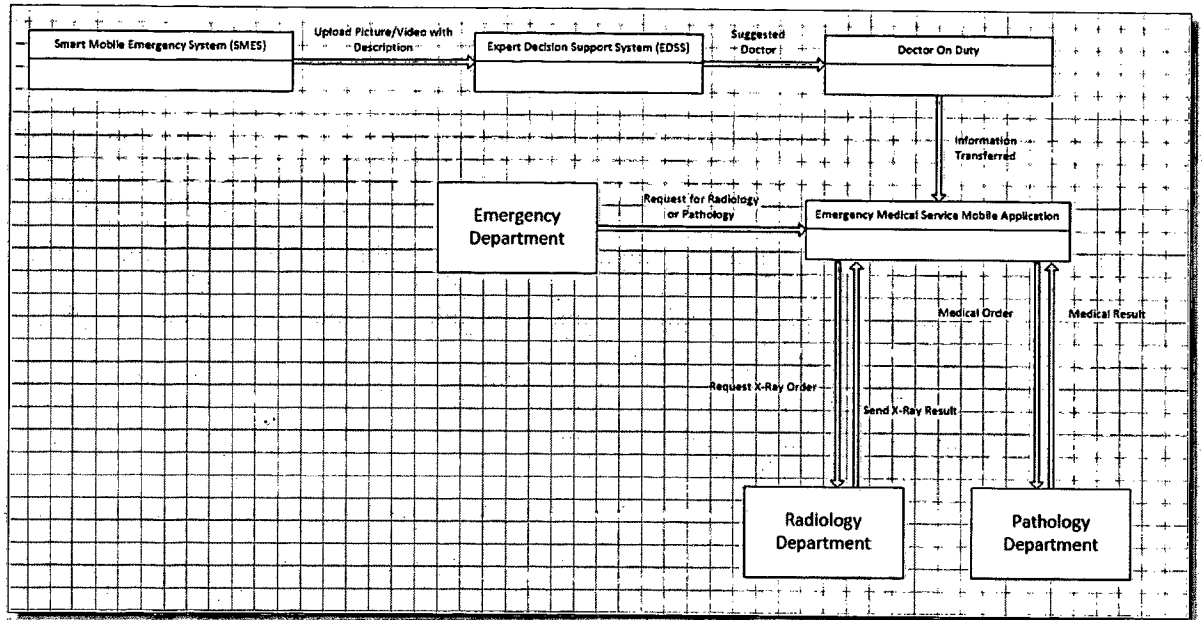 Smart Mobile Emergency System (SMES)
Upload Picture/Video with
Description
Expert Decision Support System (EDSS)
Suggested
Doctor
Doctor On Duty
Information
Transferred
Emergency
Department
Request for Radiology
or Pathology
Emergency Medical Service Mobile Application
Medical Order
Medical Result
Request X-Ray Order
Send X-Ray Result
Radiology
Department
Pathology
Department